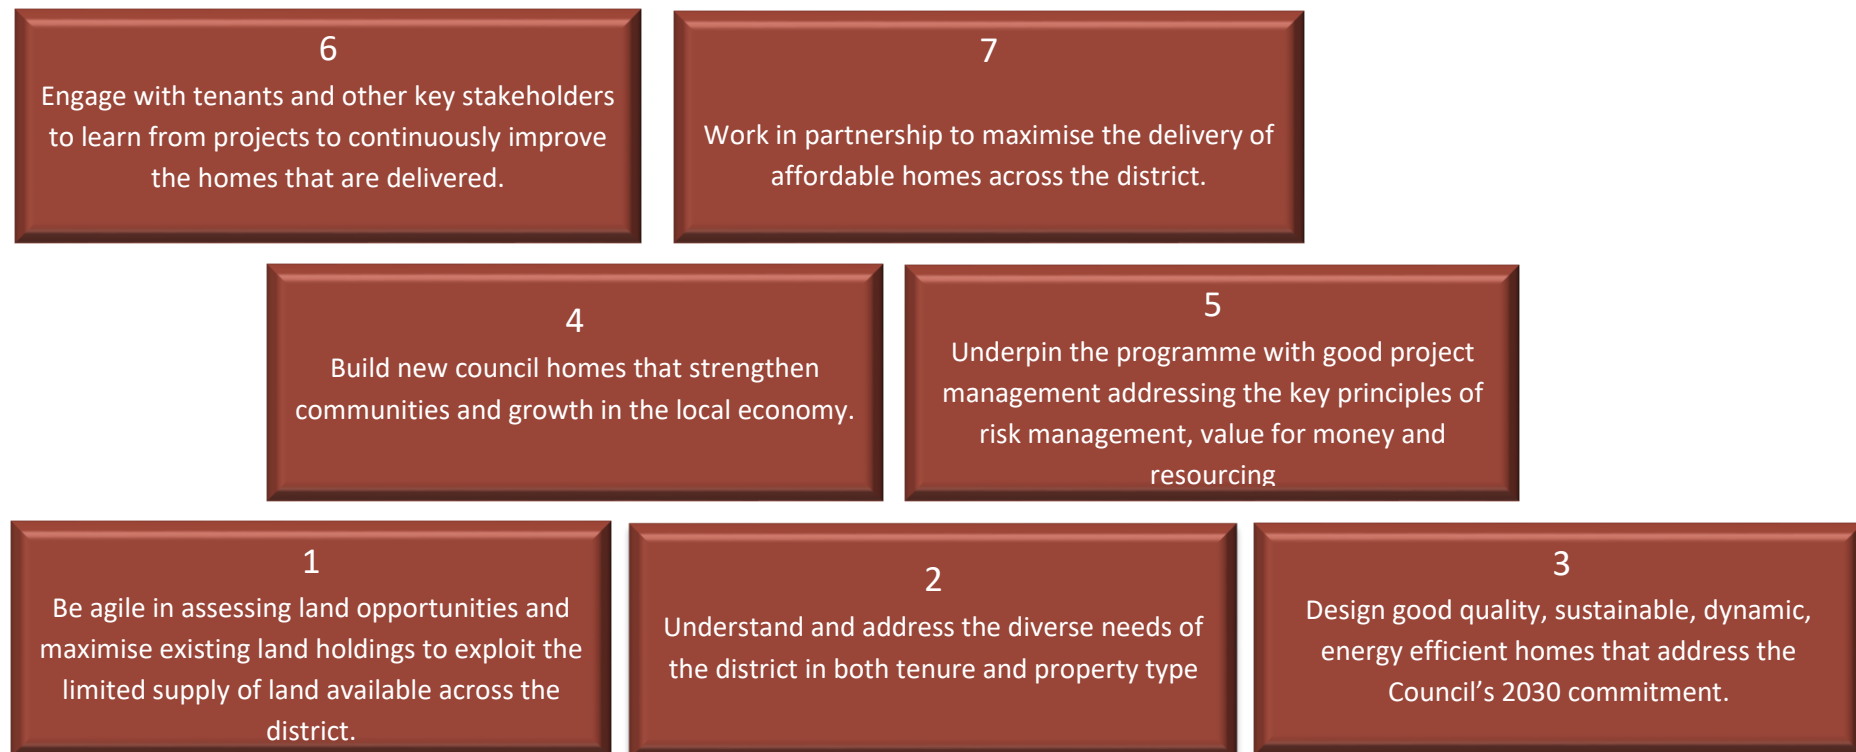 6
Engage with tenants and other key stakeholders
to learn from projects to continuously improve
the homes that are delivered.
7
Work in partnership to maximise the delivery of
affordable homes across the district.
4
Build new council homes that strengthen
communities and growth in the local economy.
5
Underpin the programme with good project
management addressing the key principles of
risk management, value for money and
resourcing
1
Be agile in assessing land opportunities and
maximise existing land holdings to exploit the
limited supply of land available across the
district.
2
Understand and address the diverse needs of
the district in both tenure and property type
3
Design good quality, sustainable, dynamic,
energy efficient homes that address the
Council’s 2030 commitment.